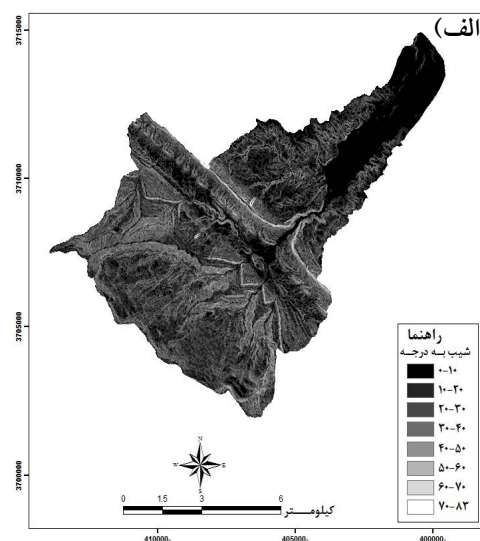 الف)
3715000
3710000
3705000
3700000
راهنما
شیب به درجه
۰-۱۰
۱۰-۲۰
۲۰-۳۰
۳۰-۴۰
۴۰-۵۰
۵۰-۶۰
۶۰-۷۰
۷۰-۸۳
N
W E
S
0 1.5 3 6
کیلومتر
410000- 405000- 400000-